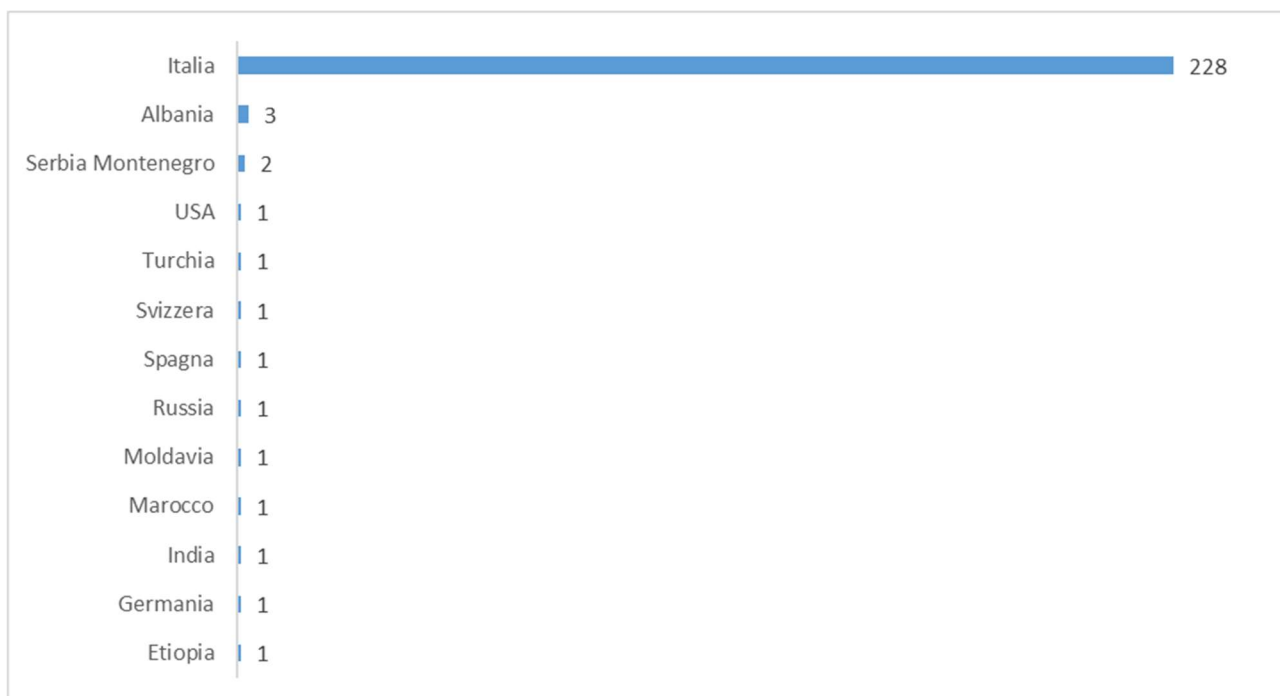 Italia 228
Albania 3
Serbia Montenegro 2
USA 1
Turchia 1
Svizzera 1
Spagna 1
Russia 1
Moldavia 1
Marocco 1
India 1
Germania 1
Etiopia 1